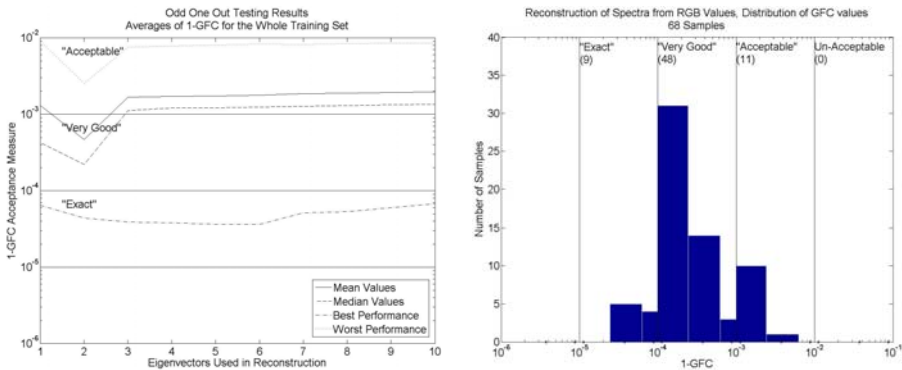 Odd One Out Testing Results
Averages of 1-GFC for the Whole Training Set
1-GFC Acceptance Measure
10^-2
10^-3
10^-4
10^-5
10^-6
"Acceptable"
"Very Good"
"Exact"
Mean Values
Median Values
Best Performance
Worst Performance
1 2 3 4 5 6 7 8 9 10
Eigenvectors Used in Reconstruction
Reconstruction of Spectra from RGB Values, Distribution of GFC values
68 Samples
Number of Samples
40
35
30
25
20
15
10
5
0
"Exact" "Very Good" "Acceptable" Un-Acceptable
(9) (48) (11) (0)
10^-6 10^-5 10^-4 10^-3 10^-2 10^-1
1-GFC